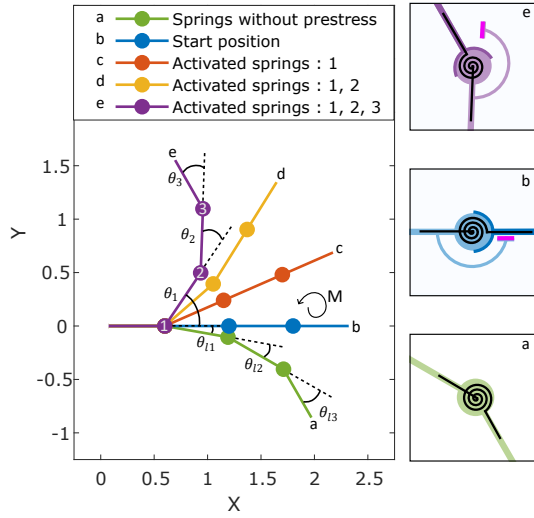 a Springs without prestress
b Start position
c Activated springs : 1
d Activated springs : 1, 2
e Activated springs : 1, 2, 3
e
b
a
Y
1.5
1
0.5
0
-0.5
-1
0
0.5
1
1.5
2
2.5
X
e
d
c
b
a
M
1
2
3
θ3
θ2
θ1
θl1
θl2
θl3